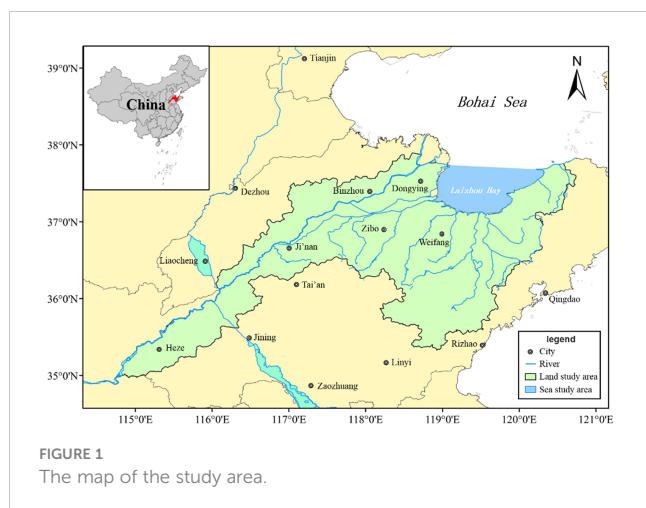 39°0'N
38°0'N
37°0'N
36°0'N
35°0'N
China
Tianjin
N
Bohai Sea
Dezhou
Binzhou
Dongying
Laizhou Bay
Zibo
Weifang
Ji'nan
Liaocheng
Tai'an
Qingdao
Heze
Jining
Rizhao
Linyi
Zaozhuang
legend
City
River
Land study area
Sea study area
115°0'E 116°0'E 117°0'E 118°0'E 119°0'E 120°0'E 121°0'E
FIGURE 1
The map of the study area.